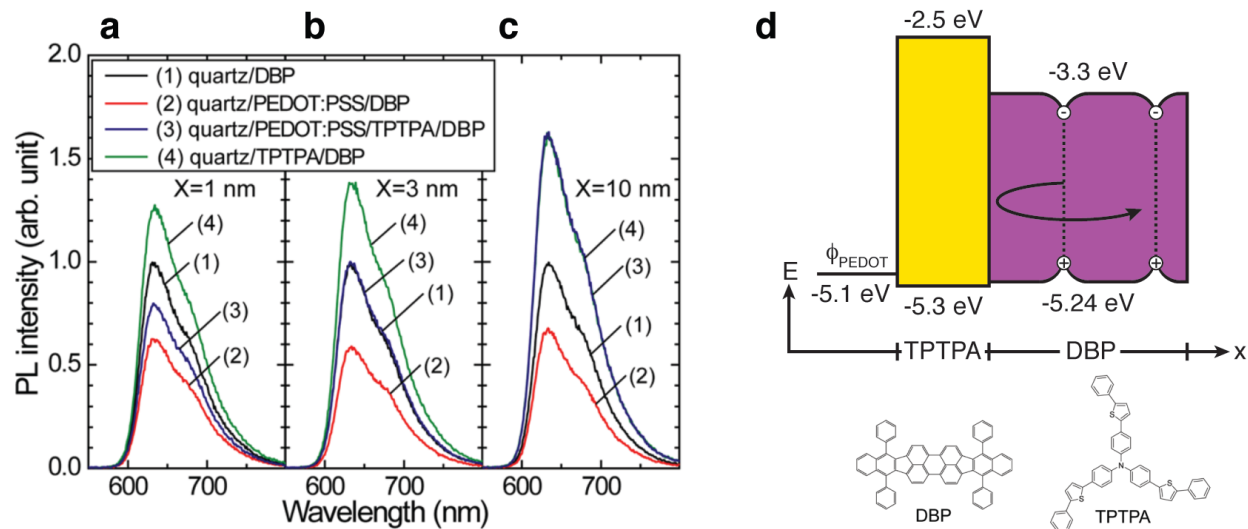 a
b
c
d
2.0
1.5
1.0
0.5
0.0
PL intensity (arb. unit)
(1) quartz/DBP
(2) quartz/PEDOT:PSS/DBP
(3) quartz/PEDOT:PSS/TPTPA/DBP
(4) quartz/TPTPA/DBP
X=1 nm
(4)
(1)
(3)
(2)
X=3 nm
(4)
(3)
(1)
(2)
X=10 nm
(4)
(3)
(1)
(2)
600
700
600
700
600
700
Wavelength (nm)
-2.5 eV
-3.3 eV
-
-
E
ϕPEDOT
-5.1 eV
+
+
-5.3 eV
-5.24 eV
TPTPA
DBP
x
S
S
N
S
DBP
TPTPA